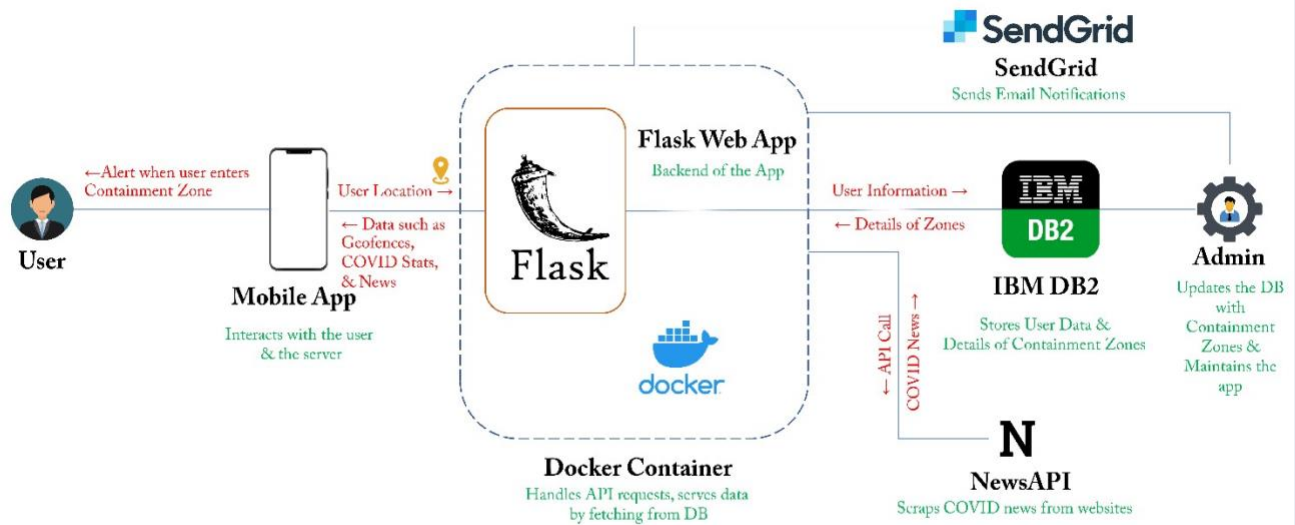 SendGrid
SendGrid
Sends Email Notifications
Flask Web App
Backend of the App
←Alert when user enters
Containment Zone
User Location →
← Data such as
Geofences,
COVID Stats,
& News
User Information →
← Details of Zones
IBM
DB2
Flask
User
Mobile App
Interacts with the user
& the server
docker
IBM DB2
Stores User Data &
Details of Containment Zones
Admin
Updates the DB
with
Containment
Zones &
Maintains the
app
← API Call
COVID News →
Docker Container
Handles API requests, serves data
by fetching from DB
N
NewsAPI
Scraps COVID news from websites